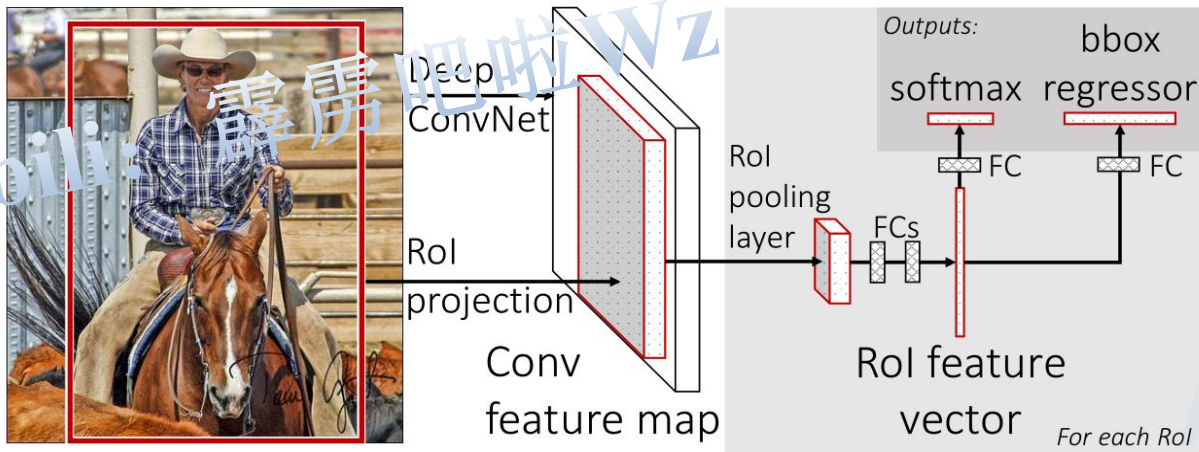 Outputs:
bbox
softmax regressor
Deep
ConvNet
霹雳吧啦Wz
bili:
RoI
pooling
layer
FC
FC
FCs
RoI
projection
Conv
feature map
RoI feature
vector
For each RoI